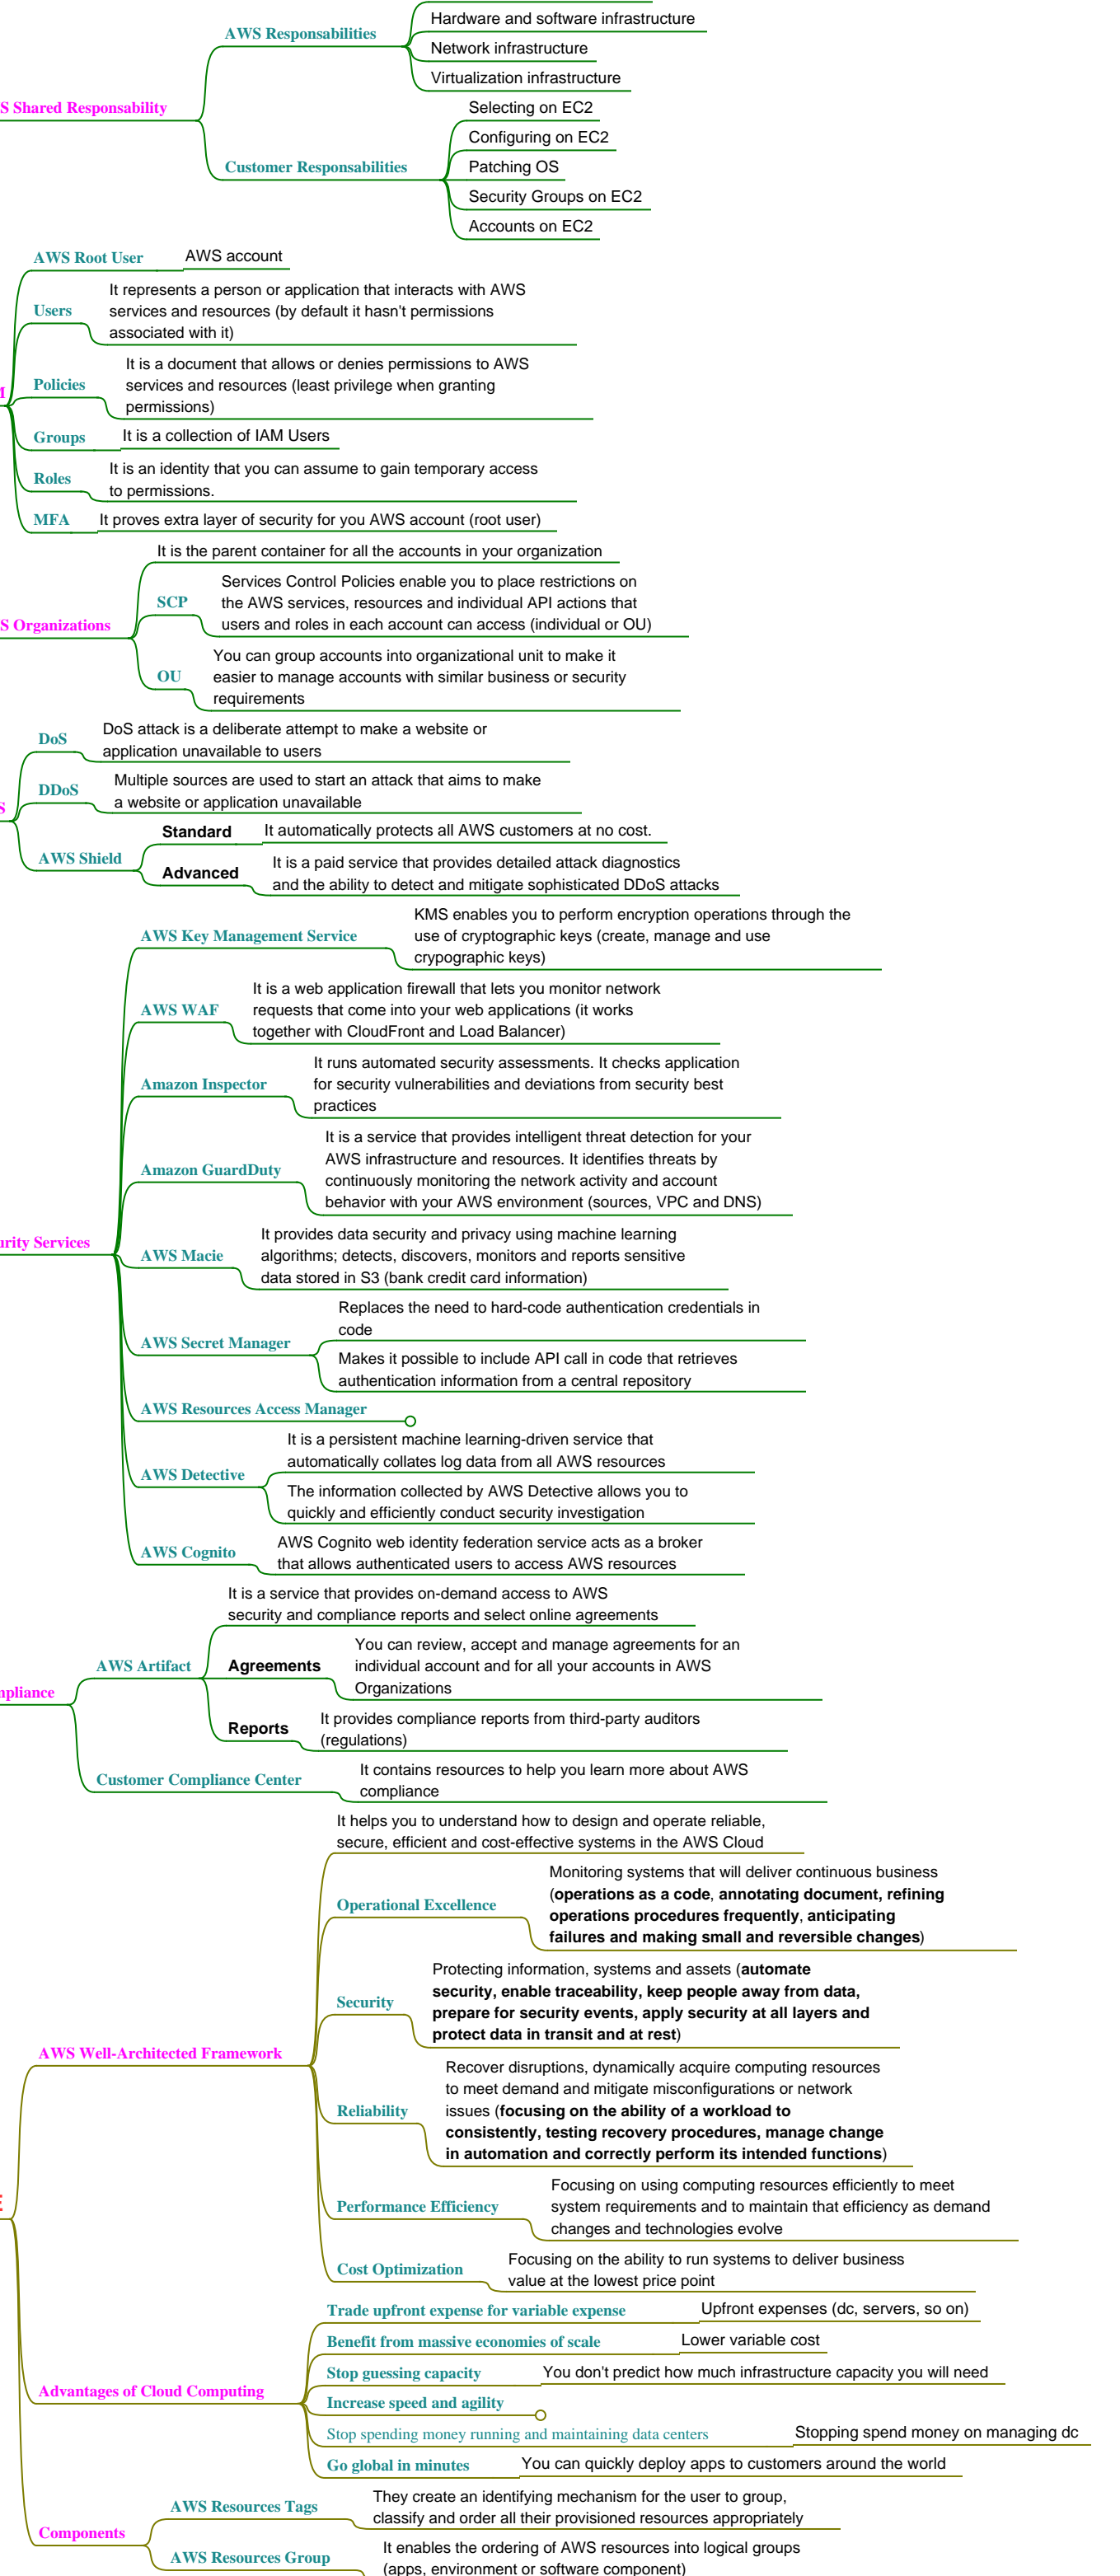 AWS Responsabilities
Hardware and software infrastructure
Network infrastructure
Virtualization infrastructure
S Shared Responsability
Customer Responsabilities
Selecting on EC2
Configuring on EC2
Patching OS
Security Groups on EC2
Accounts on EC2
AWS Root User
AWS account
Users
It represents a person or application that interacts with AWS
services and resources (by default it hasn't permissions
associated with it)
M
Policies
It is a document that allows or denies permissions to AWS
services and resources (least privilege when granting
permissions)
Groups
It is a collection of IAM Users
Roles
It is an identity that you can assume to gain temporary access
to permissions.
MFA
It proves extra layer of security for you AWS account (root user)
It is the parent container for all the accounts in your organization
S Organizations
SCP
Services Control Policies enable you to place restrictions on
the AWS services, resources and individual API actions that
users and roles in each account can access (individual or OU)
OU
You can group accounts into organizational unit to make it
easier to manage accounts with similar business or security
requirements
DoS
DoS attack is a deliberate attempt to make a website or
application unavailable to users
S
DDoS
Multiple sources are used to start an attack that aims to make
a website or application unavailable
AWS Shield
Standard
It automatically protects all AWS customers at no cost.
Advanced
It is a paid service that provides detailed attack diagnostics
and the ability to detect and mitigate sophisticated DDoS attacks
AWS Key Management Service
KMS enables you to perform encryption operations through the
use of cryptographic keys (create, manage and use
crypographic keys)
AWS WAF
It is a web application firewall that lets you monitor network
requests that come into your web applications (it works
together with CloudFront and Load Balancer)
Amazon Inspector
It runs automated security assessments. It checks application
for security vulnerabilities and deviations from security best
practices
Amazon GuardDuty
It is a service that provides intelligent threat detection for your
AWS infrastructure and resources. It identifies threats by
continuously monitoring the network activity and account
behavior with your AWS environment (sources, VPC and DNS)
urity Services
AWS Macie
It provides data security and privacy using machine learning
algorithms; detects, discovers, monitors and reports sensitive
data stored in S3 (bank credit card information)
AWS Secret Manager
Replaces the need to hard-code authentication credentials in
code
Makes it possible to include API call in code that retrieves
authentication information from a central repository
AWS Resources Access Manager
AWS Detective
It is a persistent machine learning-driven service that
automatically collates log data from all AWS resources
The information collected by AWS Detective allows you to
quickly and efficiently conduct security investigation
AWS Cognito
AWS Cognito web identity federation service acts as a broker
that allows authenticated users to access AWS resources
It is a service that provides on-demand access to AWS
security and compliance reports and select online agreements
AWS Artifact
Agreements
You can review, accept and manage agreements for an
individual account and for all your accounts in AWS
Organizations
mpliance
Reports
It provides compliance reports from third-party auditors
(regulations)
Customer Compliance Center
It contains resources to help you learn more about AWS
compliance
It helps you to understand how to design and operate reliable,
secure, efficient and cost-effective systems in the AWS Cloud
Operational Excellence
Monitoring systems that will deliver continuous business
(operations as a code, annotating document, refining
operations procedures frequently, anticipating
failures and making small and reversible changes)
Security
Protecting information, systems and assets (automate
security, enable traceability, keep people away from data,
prepare for security events, apply security at all layers and
protect data in transit and at rest)
AWS Well-Architected Framework
Reliability
Recover disruptions, dynamically acquire computing resources
to meet demand and mitigate misconfigurations or network
issues (focusing on the ability of a workload to
consistently, testing recovery procedures, manage change
in automation and correctly perform its intended functions)
E
Performance Efficiency
Focusing on using computing resources efficiently to meet
system requirements and to maintain that efficiency as demand
changes and technologies evolve
Cost Optimization
Focusing on the ability to run systems to deliver business
value at the lowest price point
Trade upfront expense for variable expense
Upfront expenses (dc, servers, so on)
Benefit from massive economies of scale
Lower variable cost
Stop guessing capacity
You don't predict how much infrastructure capacity you will need
Advantages of Cloud Computing
Increase speed and agility
Stop spending money running and maintaining data centers
Stopping spend money on managing dc
Go global in minutes
You can quickly deploy apps to customers around the world
AWS Resources Tags
They create an identifying mechanism for the user to group,
classify and order all their provisioned resources appropriately
Components
AWS Resources Group
It enables the ordering of AWS resources into logical groups
(apps, environment or software component)